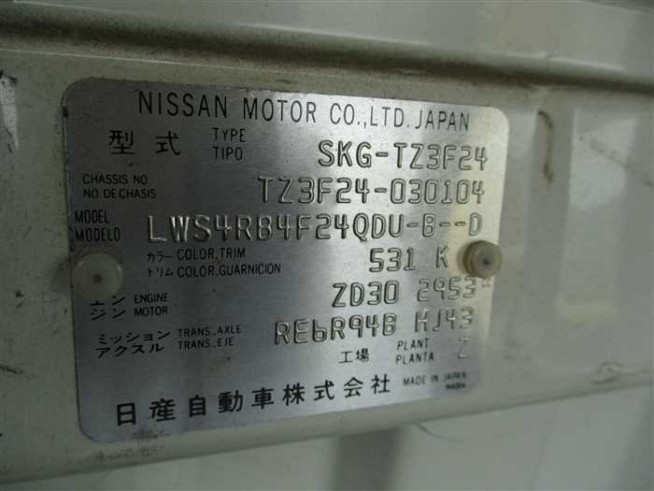 NISSAN MOTOR CO.,LTD. JAPAN
型式 TYPE TIPO SKG-TZ3F24
CHASSIS NO NO DE CHASIS TZ3F24-030104
MODEL MODELO LWS4RB4F24QDU-B--D
カラー COLOR,TRIM トリム COLOR,GUARNICION 531 K
エンジン ENGINE MOTOR ZD30 2953
ミッション TRANS.,AXLE アクスル TRANS.,EJE RE6R94B HJ43
工場 PLANT PLANTA Z
日産自動車株式会社 MADE IN JAPAN